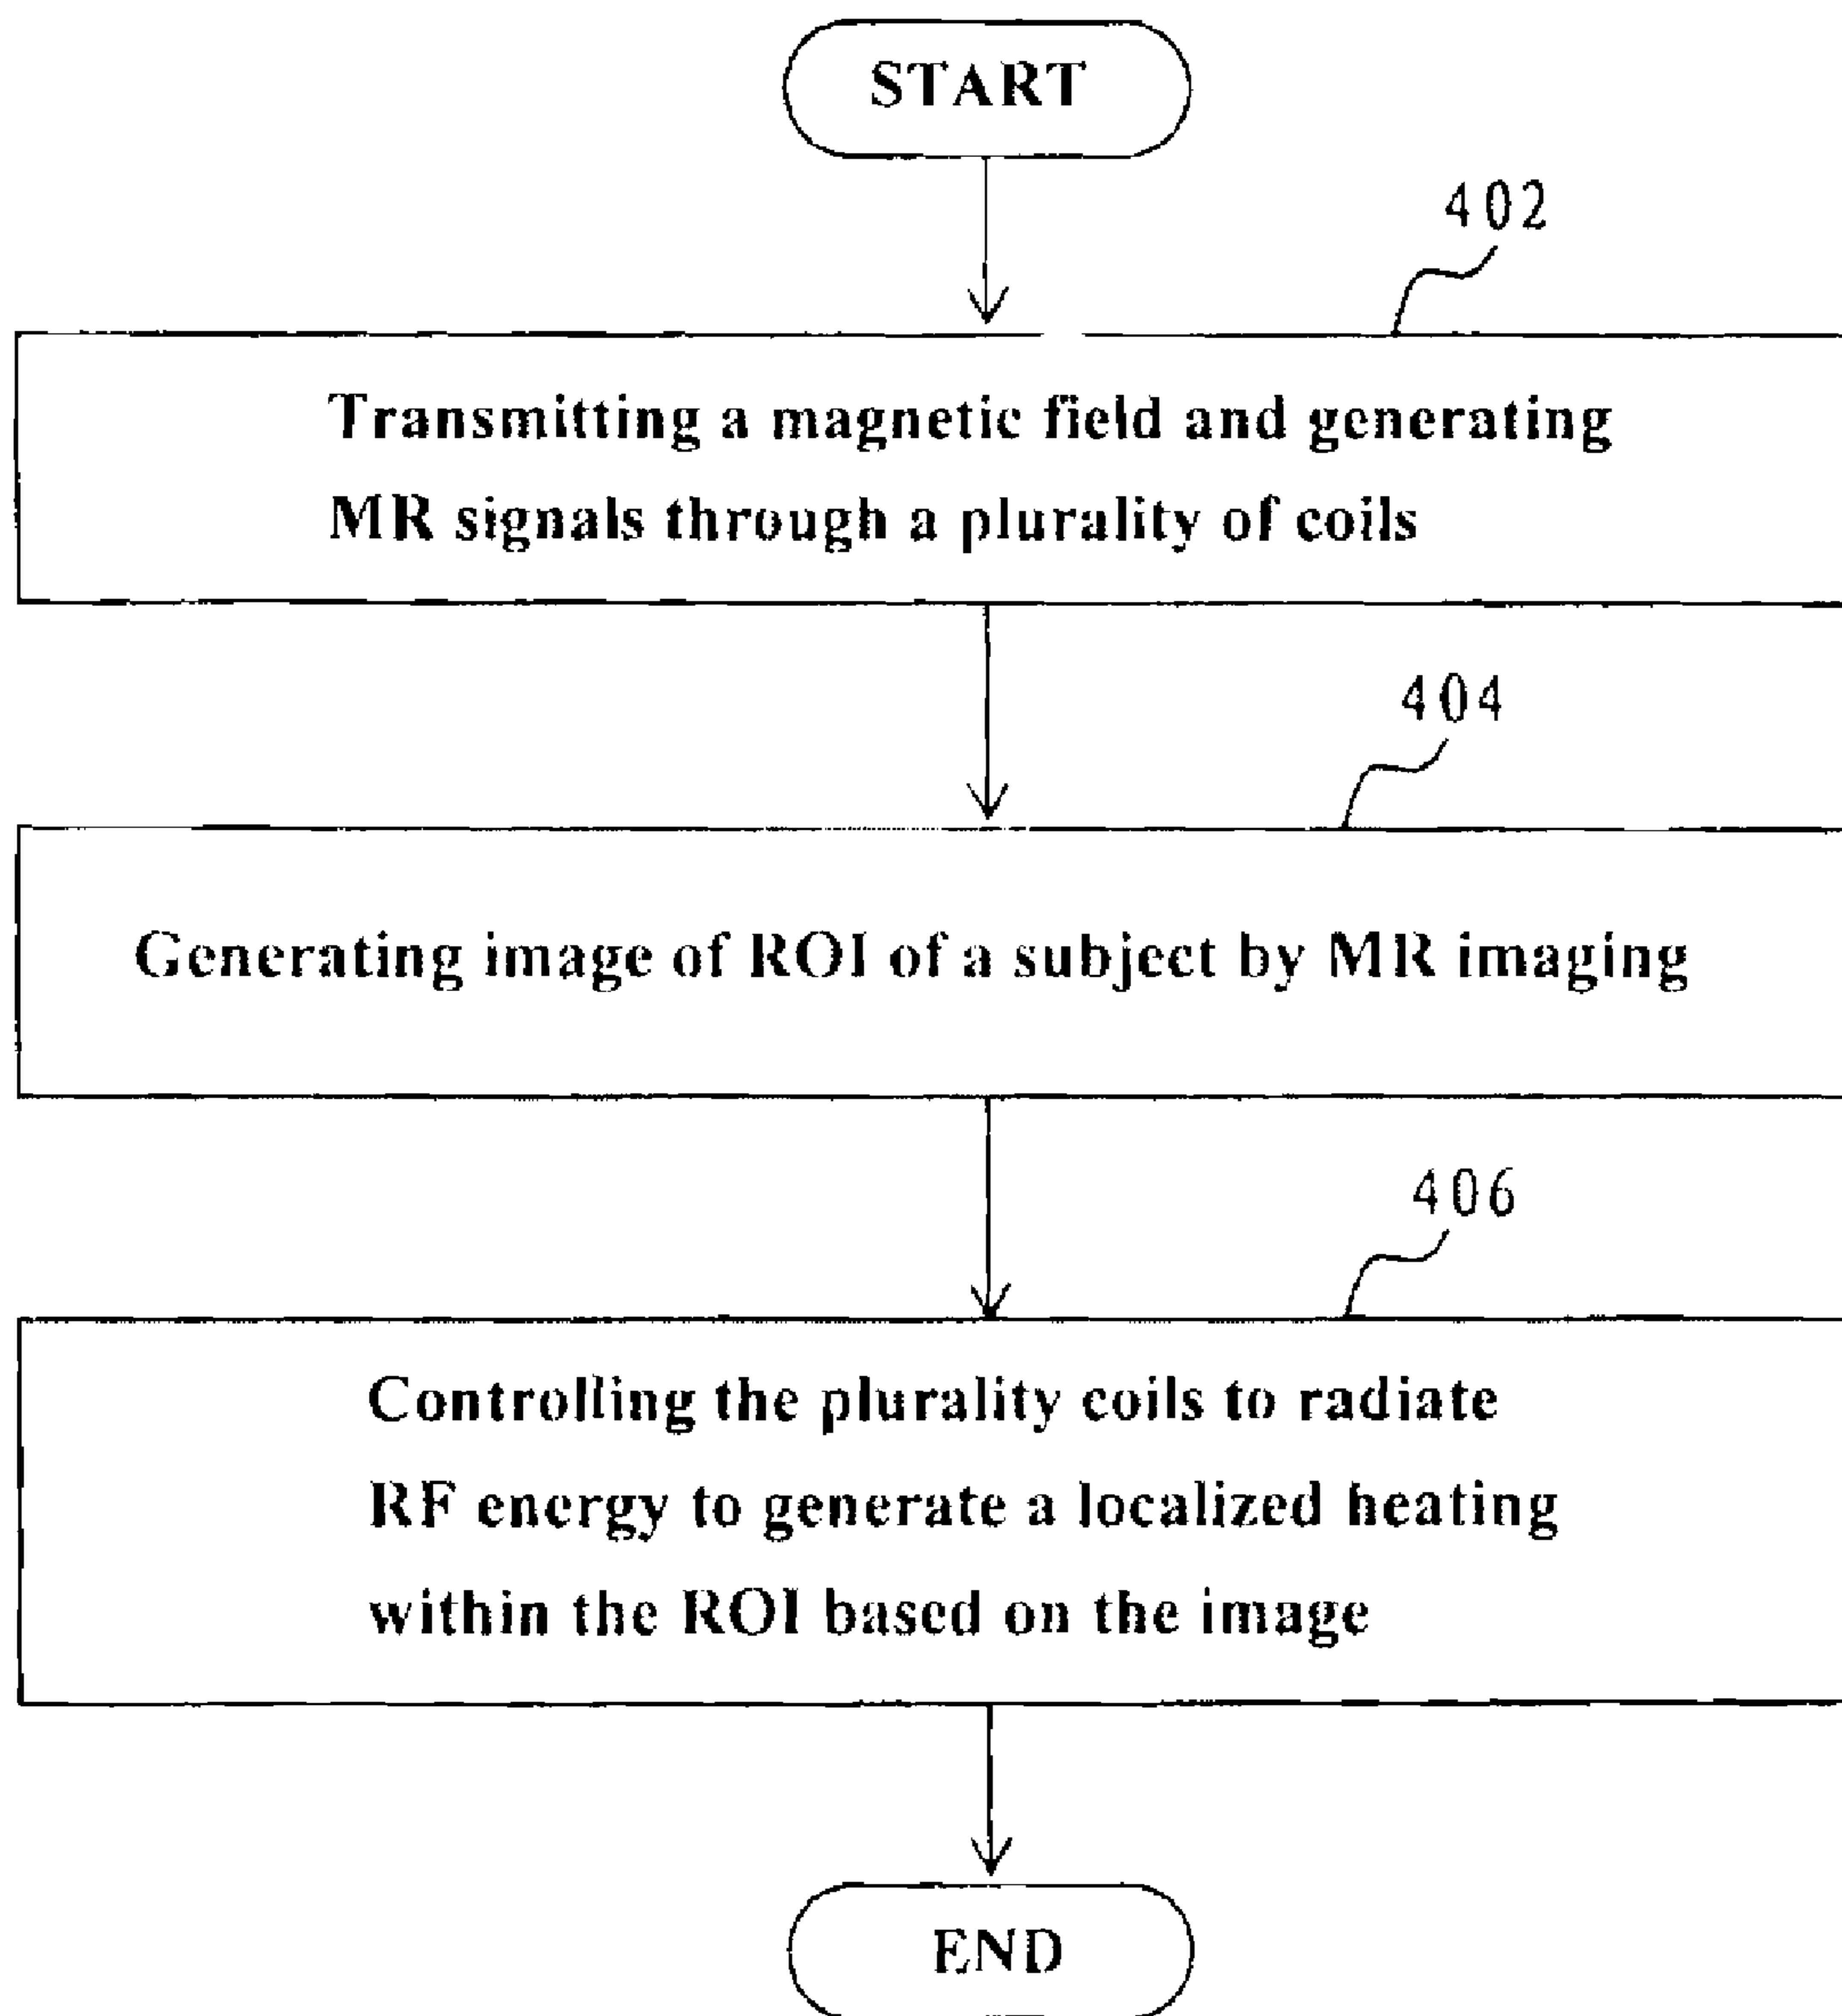 START
402
Transmitting a magnetic field and generating
MR signals through a plurality of coils
404
Generating image of ROI of a subject by MR imaging
406
Controlling the plurality coils to radiate
RF energy to generate a localized heating
within the ROI based on the image
END